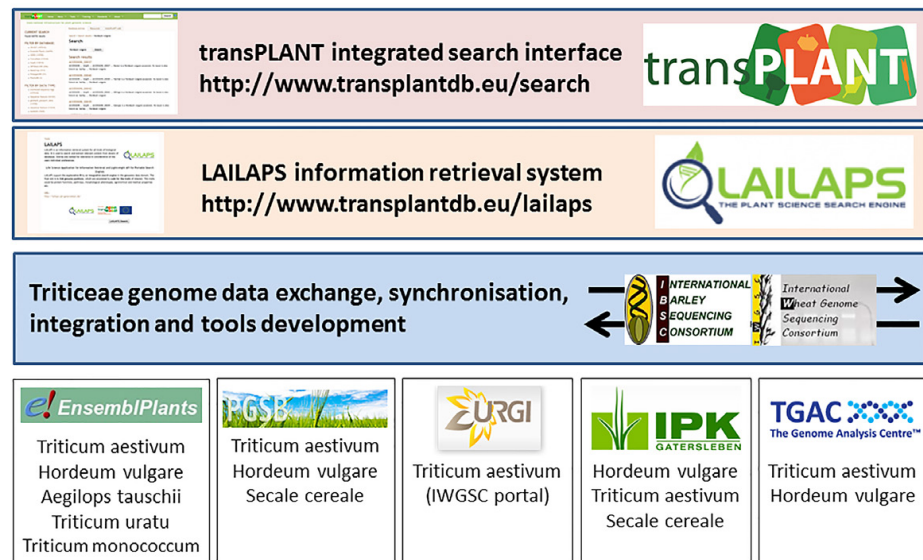 transPLANT integrated search interface
http://www.transplantdb.eu/search
transPLANT
LAILAPS
LAILAPS information retrieval system
http://www.transplantdb.eu/lailaps
LAILAPS
THE PLANT SCIENCE SEARCH ENGINE
Triticeae genome data exchange, synchronisation,
integration and tools development
INTERNATIONAL
BARLEY
SEQUENCING
CONSORTIUM
International
Wheat Genome
Sequencing
Consortium
e! EnsemblPlants
Triticum aestivum
Hordeum vulgare
Aegilops tauschii
Triticum uratu
Triticum monococcum
PGSB
Triticum aestivum
Hordeum vulgare
Secale cereale
URGI
Triticum aestivum
(IWGSC portal)
IPK
GATERSLEBEN
Hordeum vulgare
Triticum aestivum
Secale cereale
TGAC
The Genome Analysis Centre™
Triticum aestivum
Hordeum vulgare